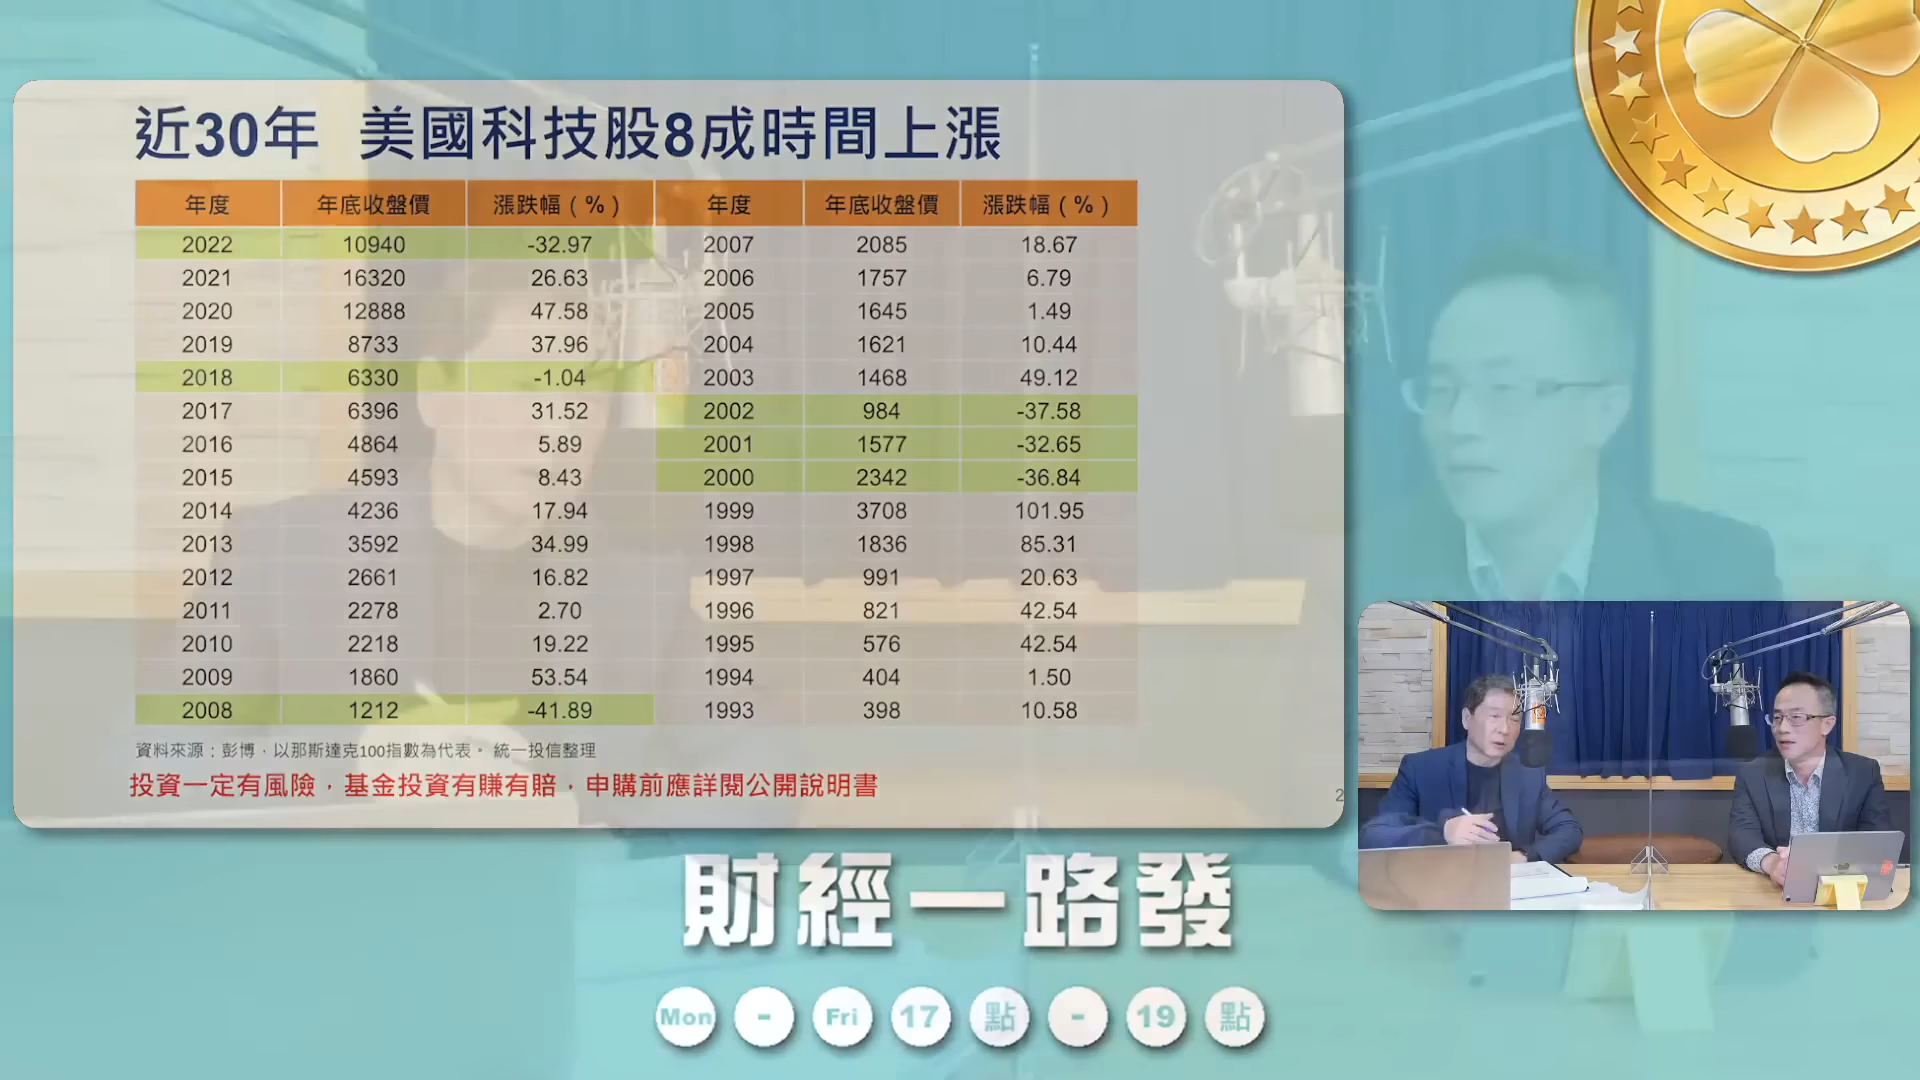 近30年 美國科技股8成時間上漲
年度 年底收盤價 漲跌幅(%) 年度 年底收盤價 漲跌幅(%)
2022 10940 -32.97 2007 2085 18.67
2021 16320 26.63 2006 1757 6.79
2020 12888 47.58 2005 1645 1.49
2019 8733 37.96 2004 1621 10.44
2018 6330 -1.04 2003 1468 49.12
2017 6396 31.52 2002 984 -37.58
2016 4864 5.89 2001 1577 -32.65
2015 4593 8.43 2000 2342 -36.84
2014 4236 17.94 1999 3708 101.95
2013 3592 34.99 1998 1836 85.31
2012 2661 16.82 1997 991 20.63
2011 2278 2.70 1996 821 42.54
2010 2218 19.22 1995 576 42.54
2009 1860 53.54 1994 404 1.50
2008 1212 -41.89 1993 398 10.58
資料來源：彭博，以那斯達克100指數為代表。 統一投信整理
投資一定有風險，基金投資有賺有賠，申購前應詳閱公開說明書
2
財經一路發
Mon - Fri 17 點 - 19 點